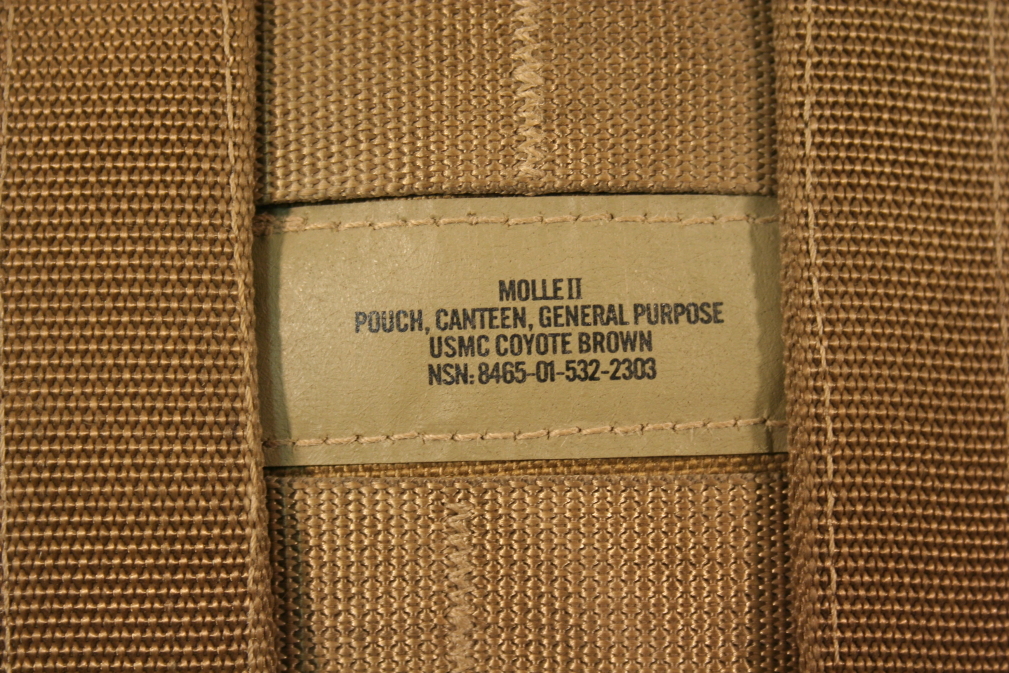 MOLLE II
POUCH, CANTEEN, GENERAL PURPOSE
USMC COYOTE BROWN
NSN: 8465-01-532-2303